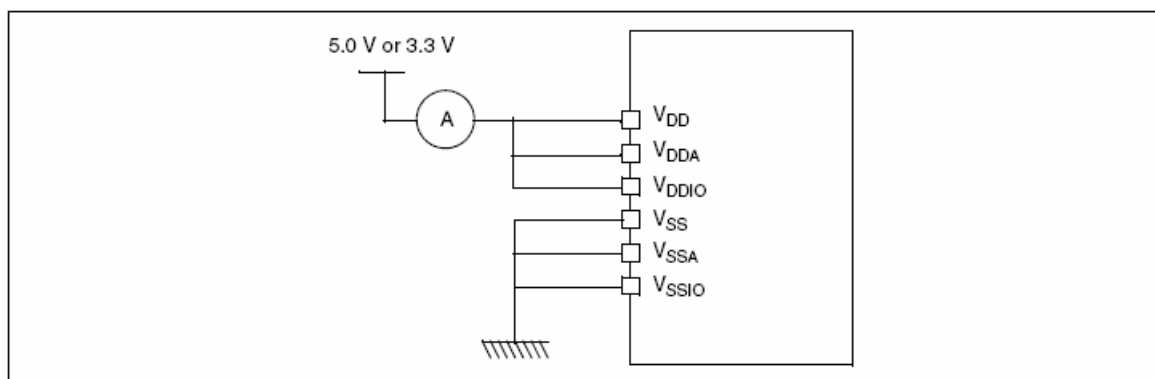 5.0 V or 3.3 V
A
VDD
VDDA
VDDIO
VSS
VSSA
VSSIO